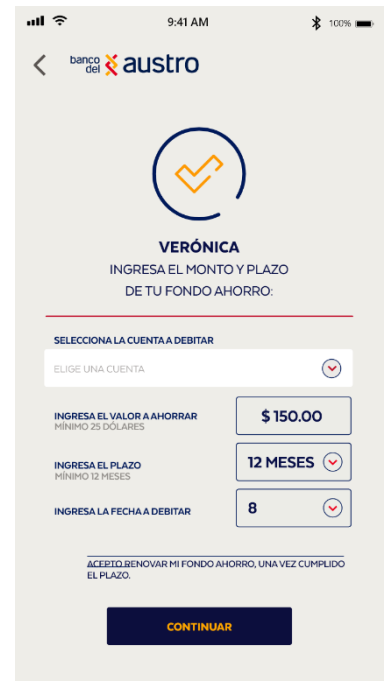 9:41 AM
100%
banco del austro
VERÓNICA
INGRESA EL MONTO Y PLAZO
DE TU FONDO AHORRO:
SELECCIONA LA CUENTA A DEBITAR
ELIGE UNA CUENTA
INGRESA EL VALOR A AHORRAR
MÍNIMO 25 DÓLARES
$ 150.00
INGRESA EL PLAZO
MÍNIMO 12 MESES
12 MESES
INGRESA LA FECHA A DEBITAR
8
ACEPTO RENOVAR MI FONDO AHORRO, UNA VEZ CUMPLIDO
EL PLAZO.
CONTINUAR